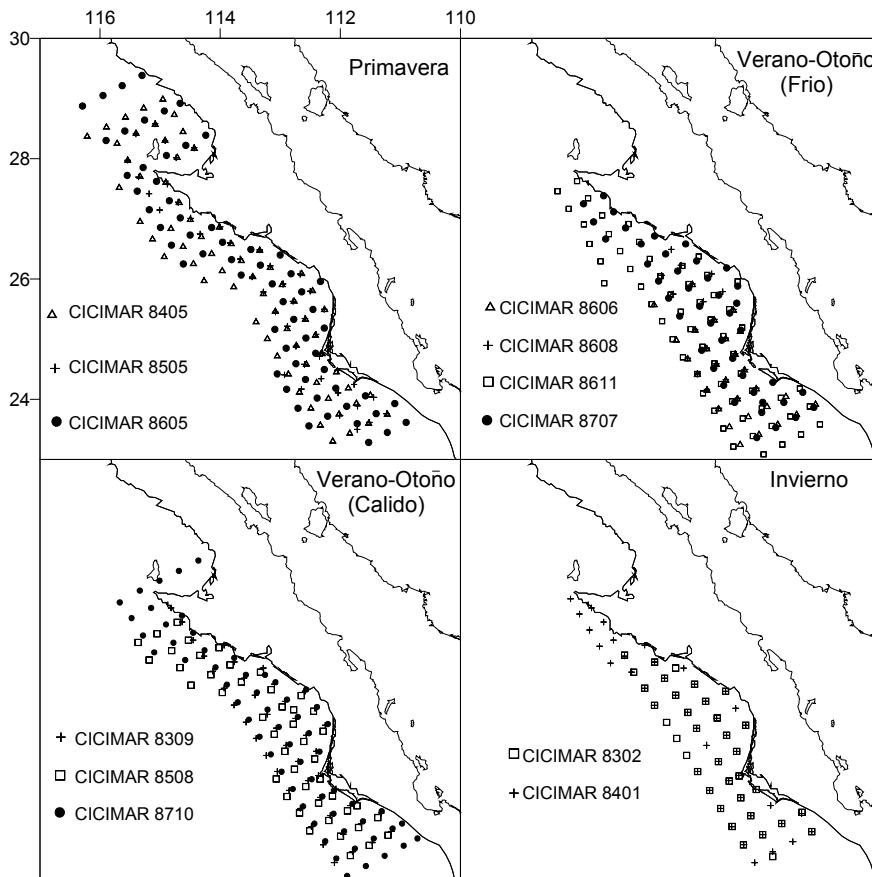 116 114 112 110
30
28
26
24
Primavera
△ CICIMAR 8405
+ CICIMAR 8505
● CICIMAR 8605
Verano-Otoño
(Frio)
△ CICIMAR 8606
+ CICIMAR 8608
□ CICIMAR 8611
● CICIMAR 8707
Verano-Otoño
(Calido)
+ CICIMAR 8309
□ CICIMAR 8508
● CICIMAR 8710
Invierno
□ CICIMAR 8302
+ CICIMAR 8401